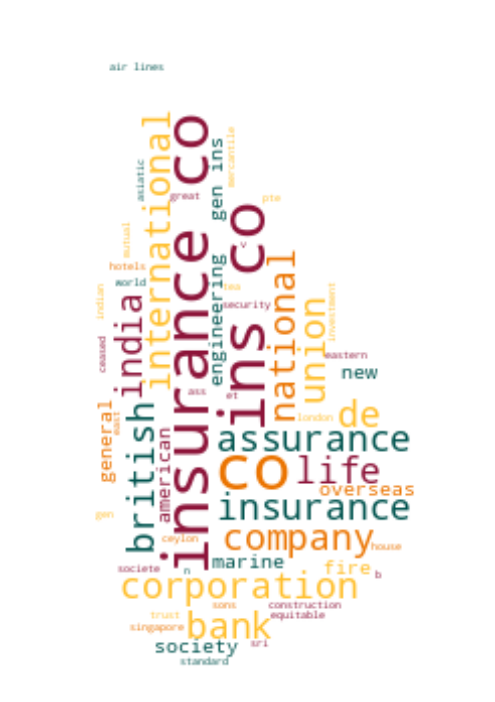 air lines
international
insurance co
gen ins
mercantile
asiatic
great
pte
ins co
v
mutual
hotels
world
indian
india
engineering
tea
security
national
union
investment
ceased
eastern
new
ass
et
general
east
british
american
london
de
assurance
co
life
overseas
insurance
gen
ceylon
company
house
marine
fire
societe
n
b
corporation
sons
construction
trust
equitable
singapore
bank
society
sri
standard